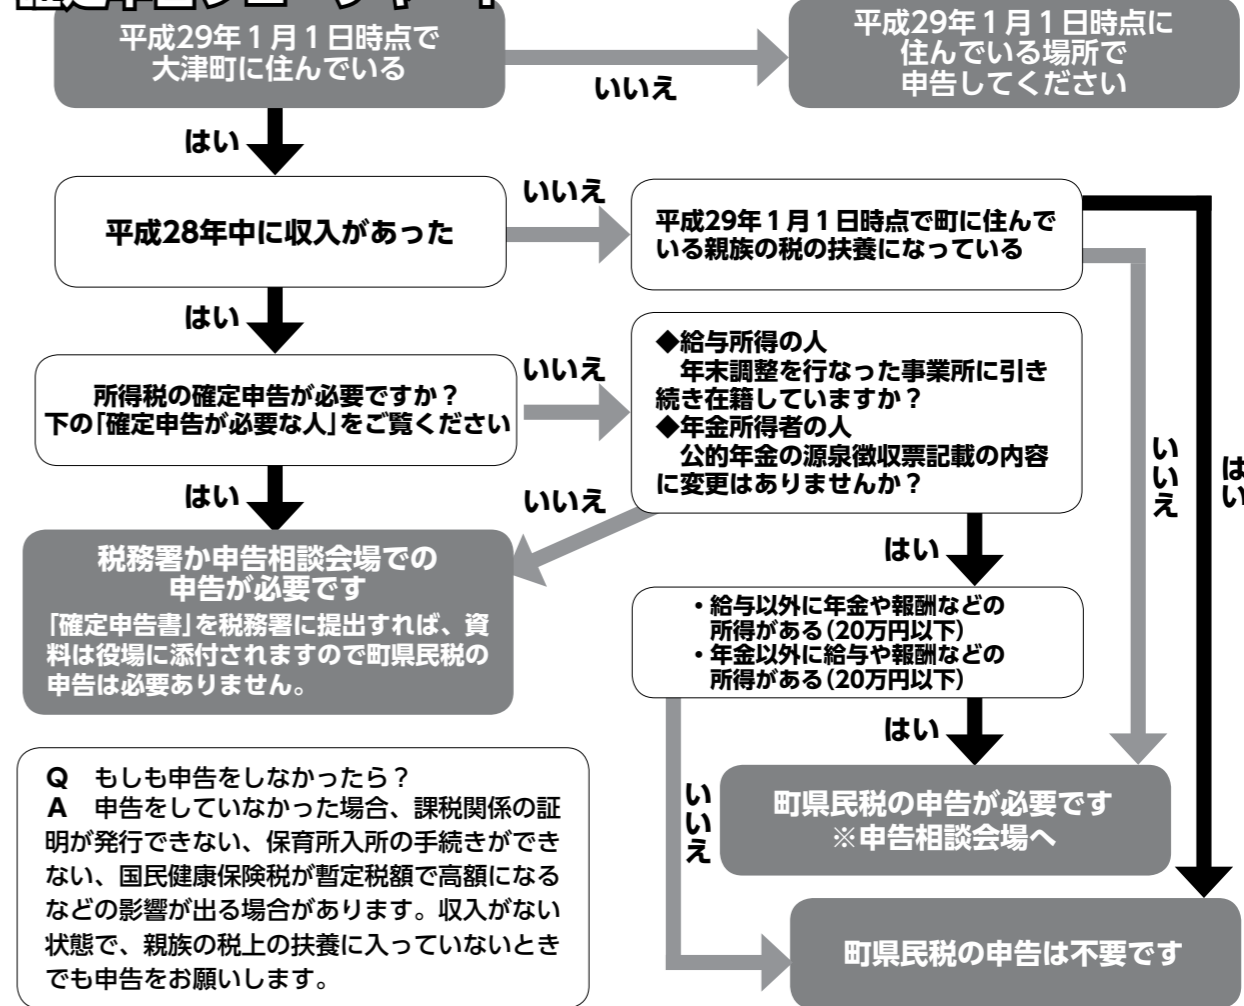 平成29年1月1日時点で
大津町に住んでいる
いいえ
平成29年1月1日時点に
住んでいる場所で
申告してください
はい
平成28年中に収入があった
いいえ
平成29年1月1日時点で町に住んで
いる親族の税の扶養になっている
いいえ
はい
はい
所得税の確定申告が必要ですか?
下の「確定申告が必要な人」をご覧ください
いいえ
◆給与所得の人
年末調整を行なった事業所に引き
続き在籍していますか?
◆年金所得者の人
公的年金の源泉徴収票記載の内容
に変更はありませんか?
はい
いいえ
税務署か申告相談会場での
申告が必要です
「確定申告書」を税務署に提出すれば、資
料は役場に添付されますので町県民税の
申告は必要ありません。
はい
・給与以外に年金や報酬などの
所得がある(20万円以下)
・年金以外に給与や報酬などの
所得がある(20万円以下)
はい
いいえ
町県民税の申告が必要です
※申告相談会場へ
町県民税の申告は不要です
Q もしも申告をしなかったら?
A 申告をしていなかった場合、課税関係の証
明が発行できない、保育所入所の手続きができ
ない、国民健康保険税が暫定税額で高額になる
などの影響が出る場合があります。収入がない
状態で、親族の税上の扶養に入っていないとき
でも申告をお願いします。